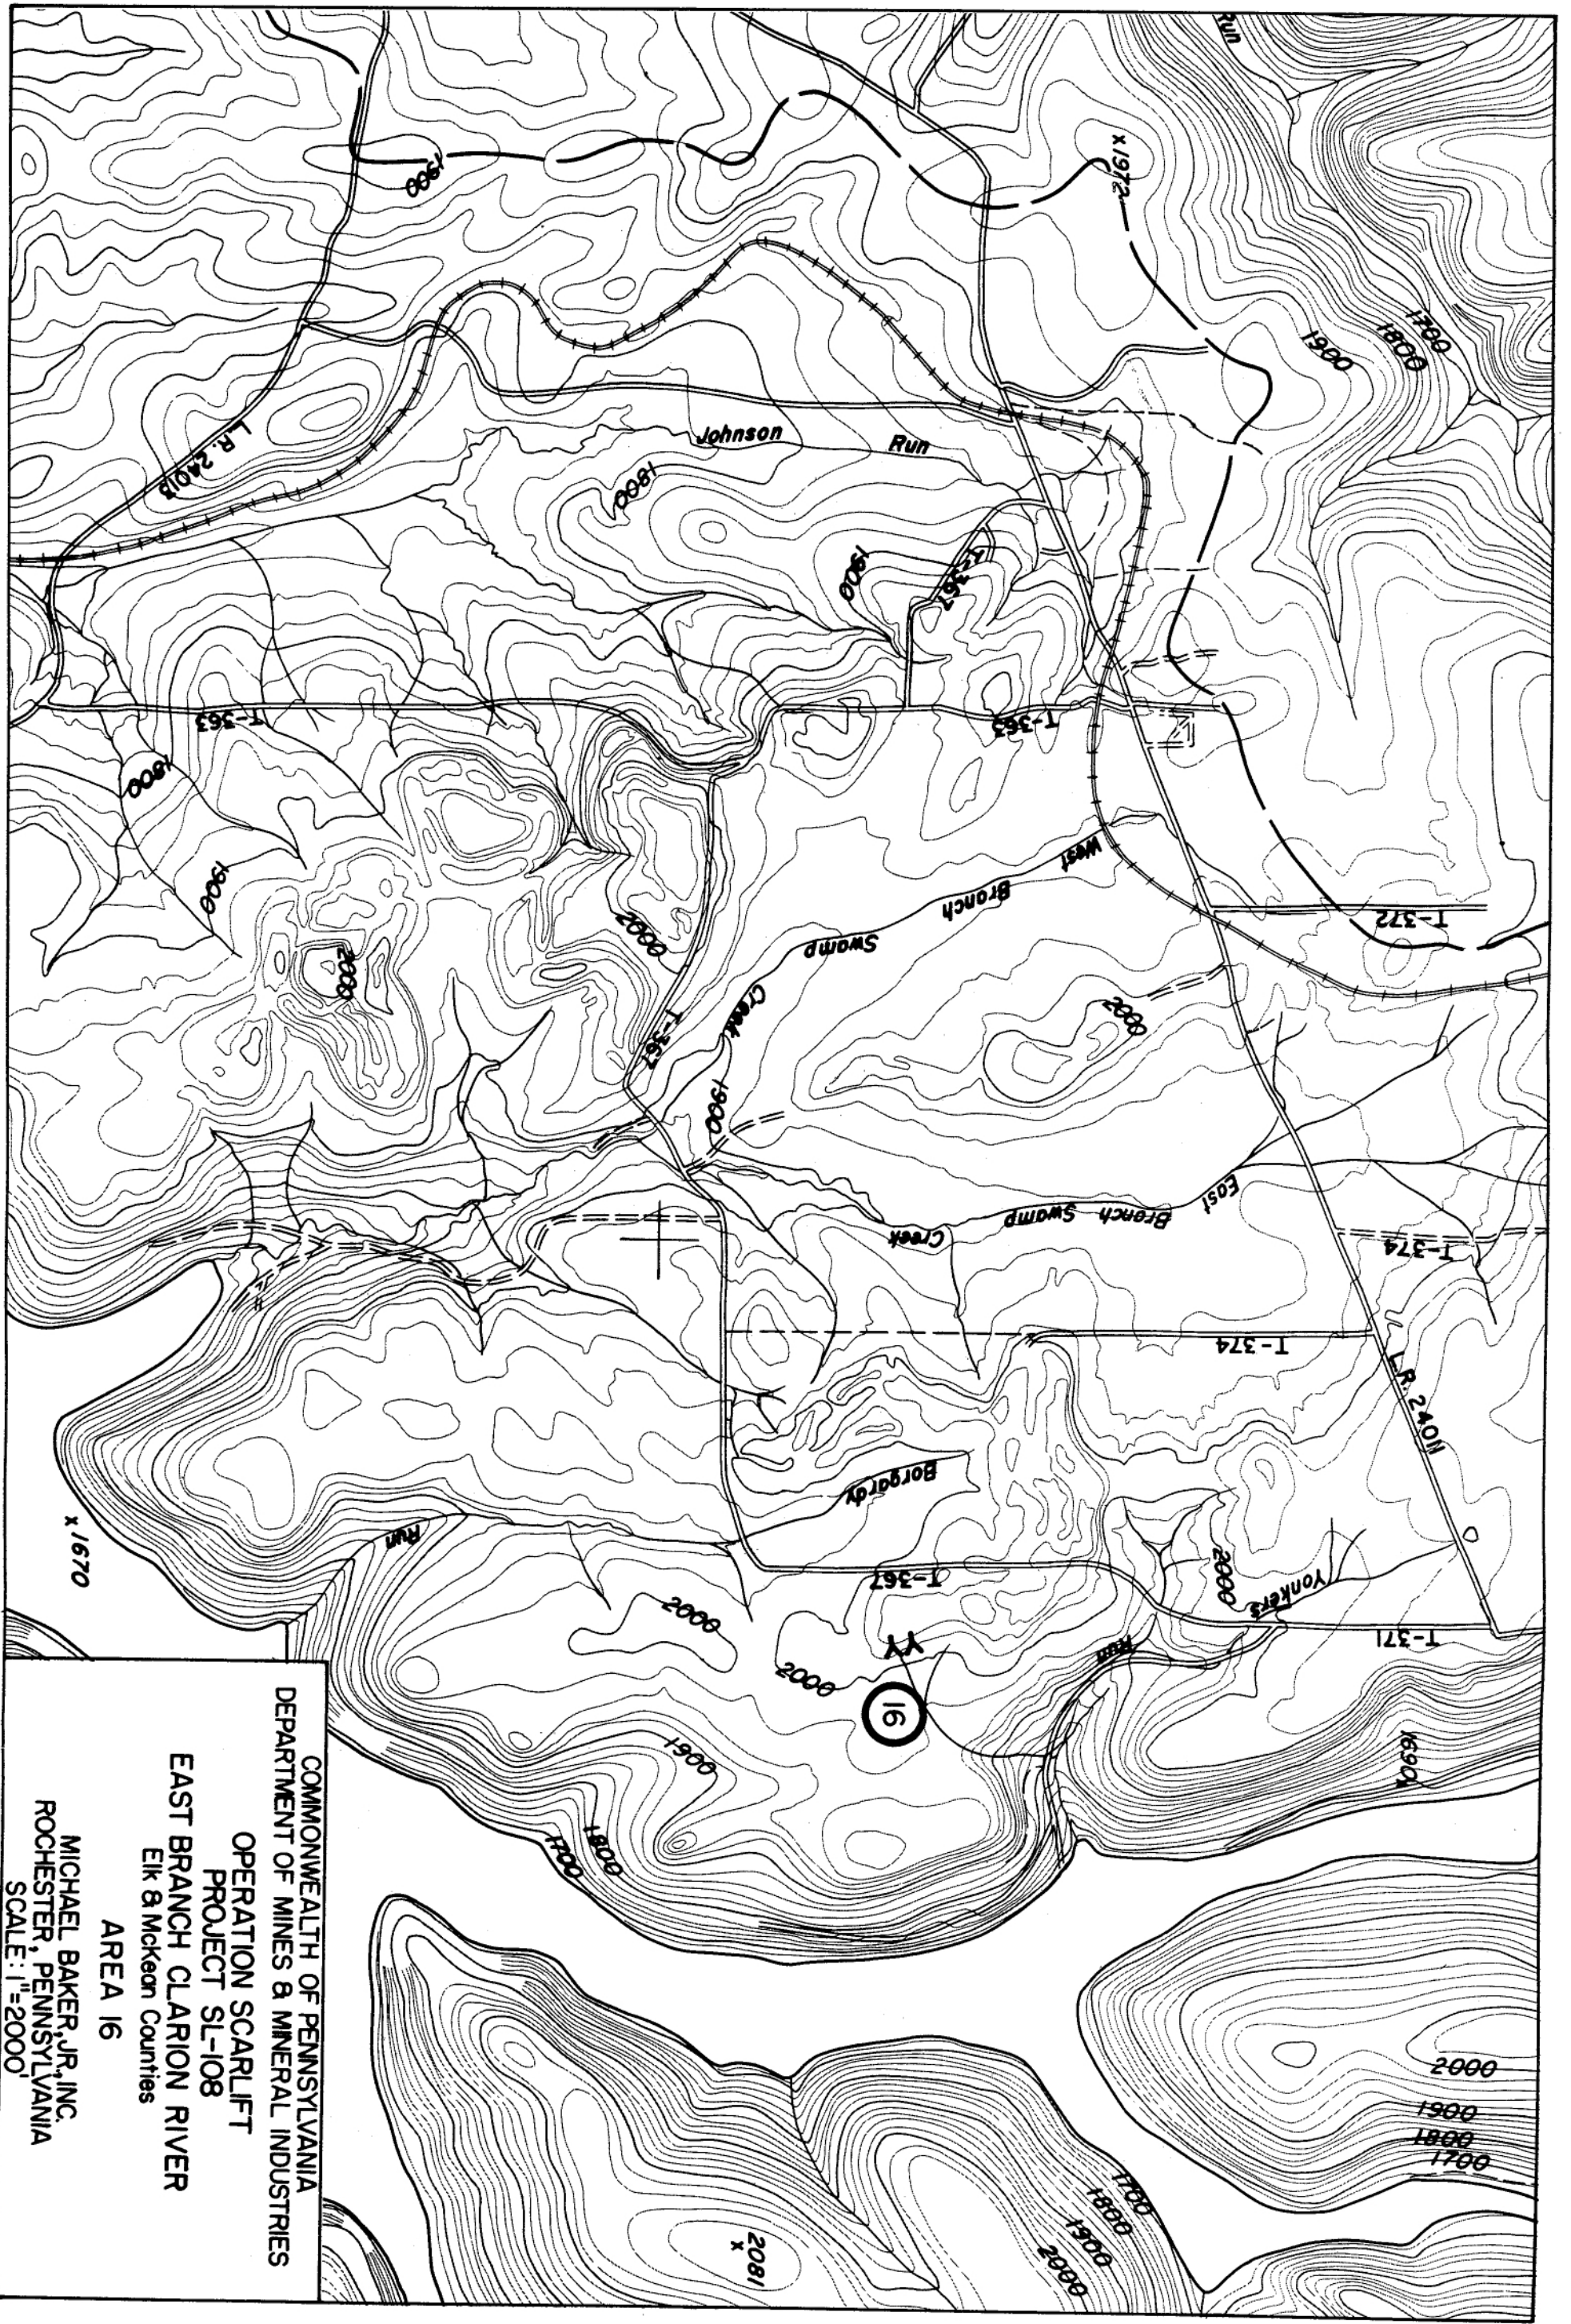 COMMONWEALTH OF PENNSYLVANIA
DEPARTMENT OF MINES & MINERAL INDUSTRIES
OPERATION SCARLIFT
PROJECT SL-108
EAST BRANCH CLARION RIVER
Elk & McKean Counties
AREA 16
MICHAEL BAKER, JR., INC.
ROCHESTER, PENNSYLVANIA
SCALE: 1"=2000'
Run
x 1972
1900
1700
1800
1900
Johnson Run
L.R. 24013
1800
1900
T-367
T-363
T-363
1800
1900
2000
2000
West Branch Swamp Creek
T-372
2000
T-367
1900
East Branch Swamp Creek
T-374
T-374
L.R. 24011
Borgardy Run
x 1670
T-367
2000
Yonkers Run
T-371
2000
2000
YY
16
1690x
1900
1800
1700
2000
1900
1800
1700
1700
1800
1900
2000
2081
x